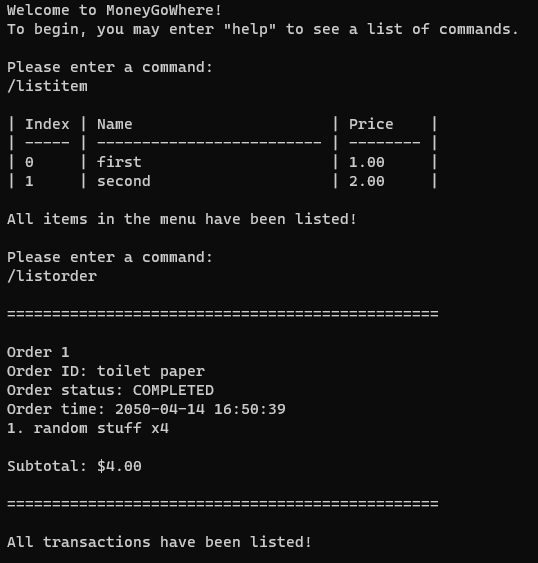 Welcome to MoneyGoWhere!
To begin, you may enter "help" to see a list of commands.
Please enter a command:
/listitem
| Index | Name                      | Price    |
| ----- | ------------------------- | -------- |
| 0     | first                     | 1.00     |
| 1     | second                    | 2.00     |
All items in the menu have been listed!
Please enter a command:
/listorder
================================================
Order 1
Order ID: toilet paper
Order status: COMPLETED
Order time: 2050-04-14 16:50:39
1. random stuff x4
Subtotal: $4.00
================================================
All transactions have been listed!